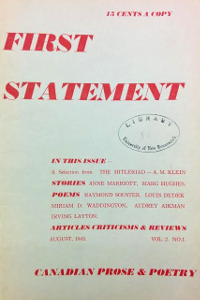 15 CENTS A COPY
FIRST
STATEMENT
LIBRARY
University of New Brunswick
IN THIS ISSUE —
A Selection from THE HITLERIAD — A. M. KLEIN
STORIES ANNE MARRIOTT, MARG HUGHES,
POEMS RAYMOND SOUSTER, LOUIS DUDEK
MIRIAM D. WADDINGTON, AUDREY AIKMAN
IRVING LAYTON,
ARTICLES CRITICISMS & REVIEWS
AUGUST, 1943. VOL. 2. NO.1.
CANADIAN PROSE & POETRY